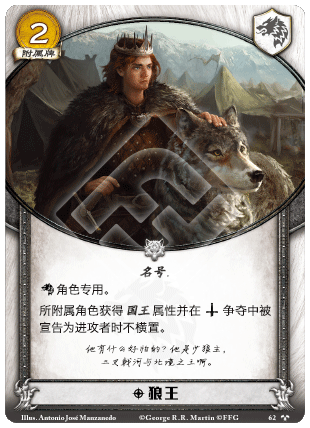 2
附属牌
名号.
角色专用。
所附属角色获得 国王 属性并在 争夺中被
宣告为进攻者时不横置。
他有什么好怕的？他是少狼主，
三叉戟河与北境之王啊。
狼王
Illus. Antonio José Manzanedo ©George R.R. Martin ©FFG 62